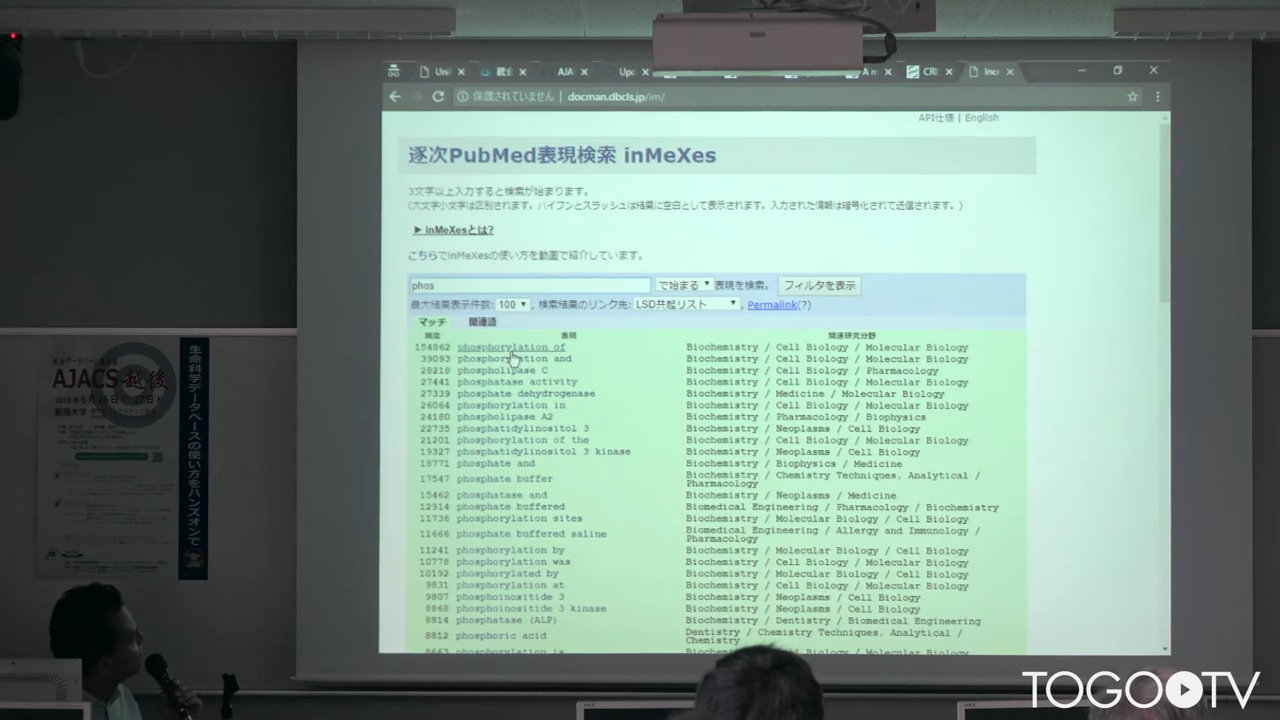 Uni
統合
AJA
Upd
A m
CRI
Inc
保護されていません | docman.dbcls.jp/im/
API仕様 | English
逐次PubMed表現検索 inMeXes
3文字以上入力すると検索が始まります。
(大文字小文字は区別されます。ハイフンとスラッシュは結果に空白として表示されます。入力された情報は暗号化されて送信されます。)
▶ inMeXesとは?
こちらでinMeXesの使い方を動画で紹介しています。
phos で始まる 表現を検索。 フィルタを表示
最大結果表示件数: 100 , 検索結果のリンク先: LSD共起リスト . Permalink(?)
マッチ 関連語
頻度 表現 関連研究分野
154862 phosphorylation of Biochemistry / Cell Biology / Molecular Biology
39093 phosphorylation and Biochemistry / Cell Biology / Molecular Biology
28218 phospholipase C Biochemistry / Cell Biology / Pharmacology
27441 phosphatase activity Biochemistry / Cell Biology / Molecular Biology
27339 phosphate dehydrogenase Biochemistry / Medicine / Molecular Biology
26064 phosphorylation in Biochemistry / Cell Biology / Molecular Biology
24180 phospholipase A2 Biochemistry / Pharmacology / Biophysics
22735 phosphatidylinositol 3 Biochemistry / Neoplasms / Cell Biology
21201 phosphorylation of the Biochemistry / Cell Biology / Molecular Biology
19327 phosphatidylinositol 3 kinase Biochemistry / Neoplasms / Cell Biology
18771 phosphate and Biochemistry / Biophysics / Medicine
17547 phosphate buffer Biochemistry / Chemistry Techniques, Analytical /
Pharmacology
15462 phosphatase and Biochemistry / Neoplasms / Medicine
12914 phosphate buffered Biomedical Engineering / Pharmacology / Biochemistry
11736 phosphorylation sites Biochemistry / Molecular Biology / Cell Biology
11666 phosphate buffered saline Biomedical Engineering / Allergy and Immunology /
Pharmacology
11241 phosphorylation by Biochemistry / Molecular Biology / Cell Biology
10778 phosphorylation was Biochemistry / Molecular Biology / Cell Biology
10192 phosphorylated by Biochemistry / Molecular Biology / Cell Biology
9831 phosphorylation at Biochemistry / Molecular Biology / Cell Biology
9807 phosphoinositide 3 Biochemistry / Neoplasms / Cell Biology
8868 phosphoinositide 3 kinase Biochemistry / Neoplasms / Cell Biology
8814 phosphatase (ALP) Biochemistry / Dentistry / Biomedical Engineering
8812 phosphoric acid Dentistry / Chemistry Techniques, Analytical /
Chemistry
8663 phosphorylation is Biochemistry / Molecular Biology / Cell Biology
AJACS越後
新潟大学
生命科学データベースの使い方をハンズオンで
TOGOTV